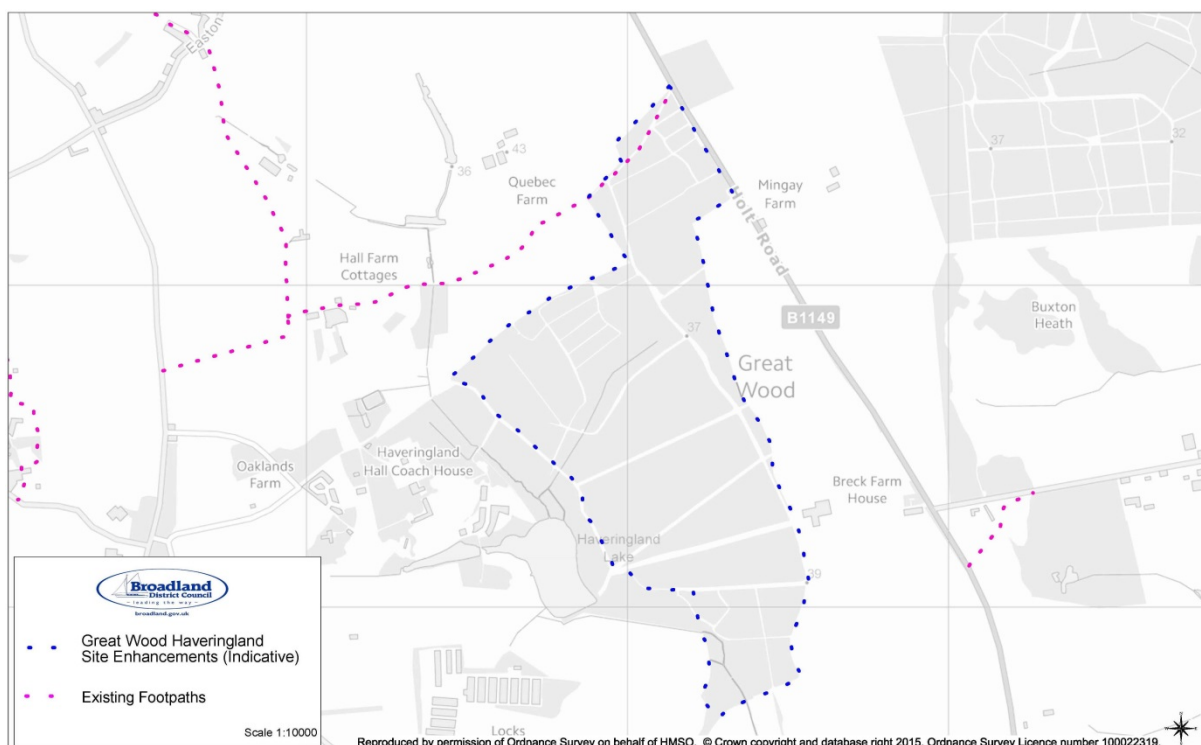 Easton
37
32
43
36
Quebec
Farm
Mingay
Farm
Holt Road
Hall Farm
Cottages
B1149
Buxton
Heath
37
Great
Wood
Haveringland
Hall Coach House
Oaklands
Farm
Breck Farm
House
Haveringland
Lake
39
Broadland
District Council
leading the way
broadland.gov.uk
Great Wood Haveringland
Site Enhancements (Indicative)
Existing Footpaths
Scale 1:10000
Locks
Reproduced by permission of Ordnance Survey on behalf of HMSO. © Crown copyright and database right 2015. Ordnance Survey Licence number 100022319.